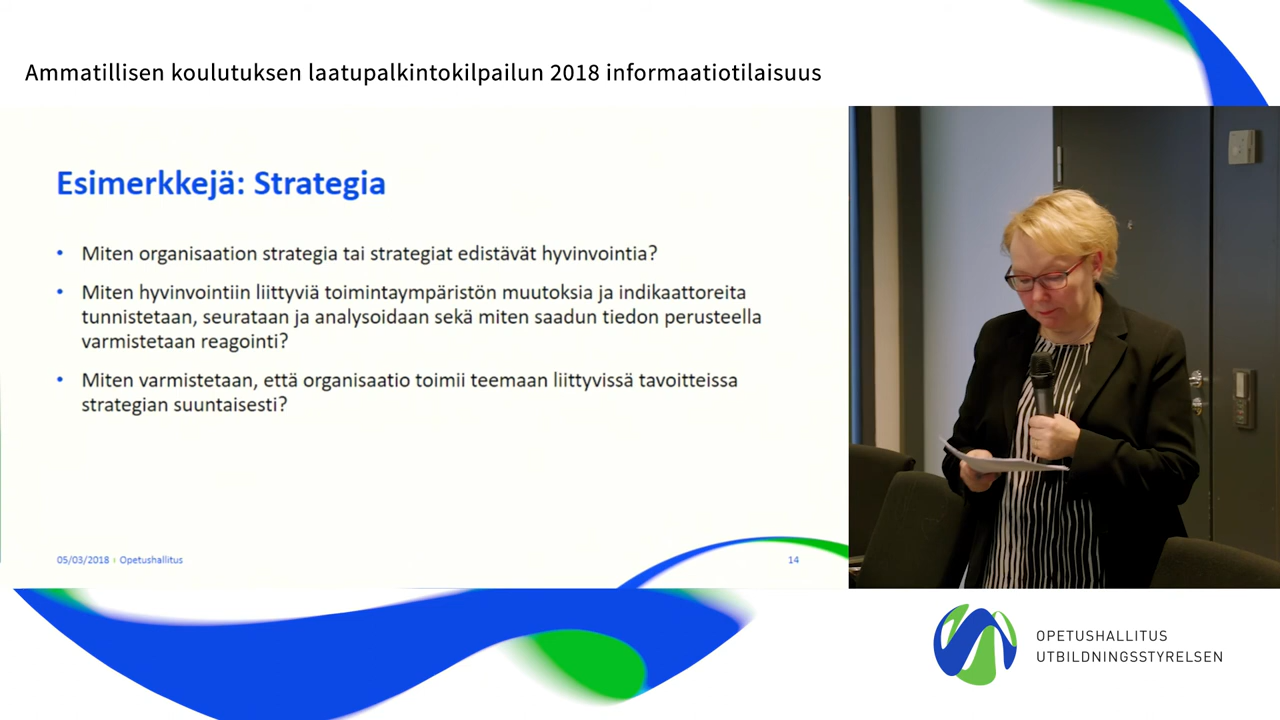 Ammatillisen koulutuksen laatupalkintokilpailun 2018 informaatiotilaisuus
Esimerkkejä: Strategia
• Miten organisaation strategia tai strategiat edistävät hyvinvointia?
• Miten hyvinvointiin liittyviä toimintaympäristön muutoksia ja indikaattoreita
tunnistetaan, seurataan ja analysoidaan sekä miten saadun tiedon perusteella
varmistetaan reagointi?
• Miten varmistetaan, että organisaatio toimii teemaan liittyvissä tavoitteissa
strategian suuntaisesti?
05/03/2018 | Opetushallitus
14
OPETUSHALLITUS
UTBILDNINGSSTYRELSEN